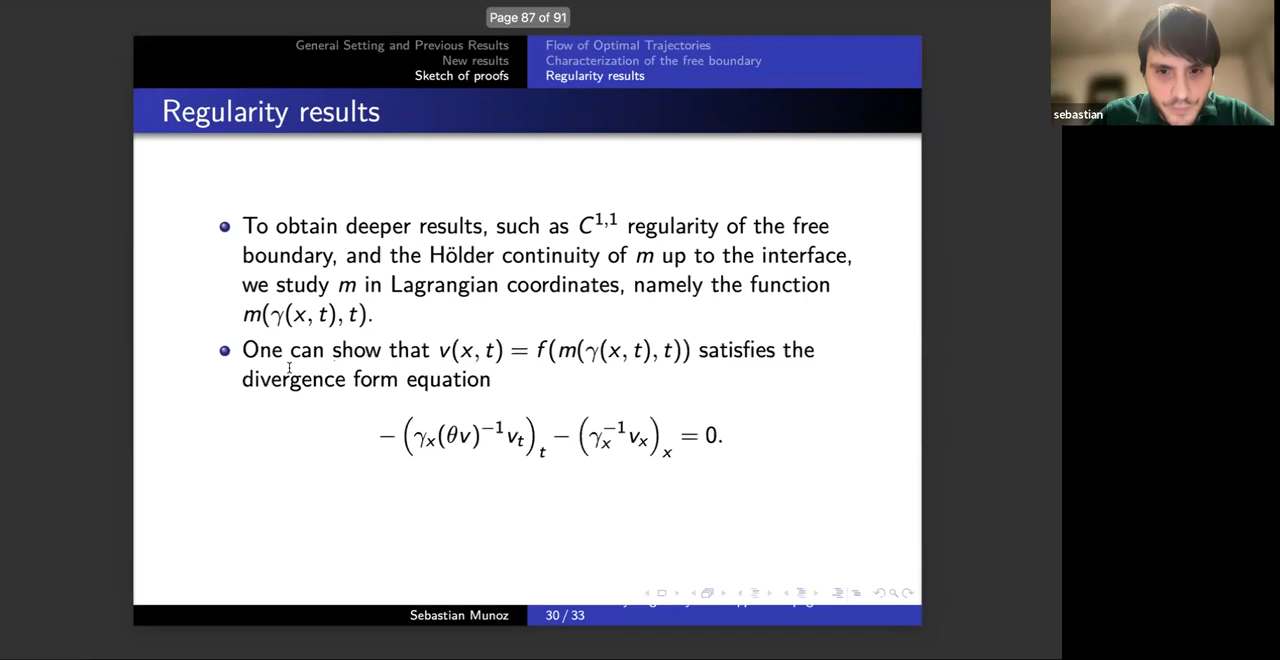 Page 87 of 91
General Setting and Previous Results
New results
Sketch of proofs
Flow of Optimal Trajectories
Characterization of the free boundary
Regularity results
Regularity results
To obtain deeper results, such as C^{1,1} regularity of the free
boundary, and the Hölder continuity of m up to the interface,
we study m in Lagrangian coordinates, namely the function
m(γ(x, t), t).
One can show that v(x, t) = f(m(γ(x, t), t)) satisfies the
divergence form equation
− (γ_x(θv)^{−1}v_t)_t − (γ_x^{−1}v_x)_x = 0.
Sebastian Munoz
30 / 33
sebastian